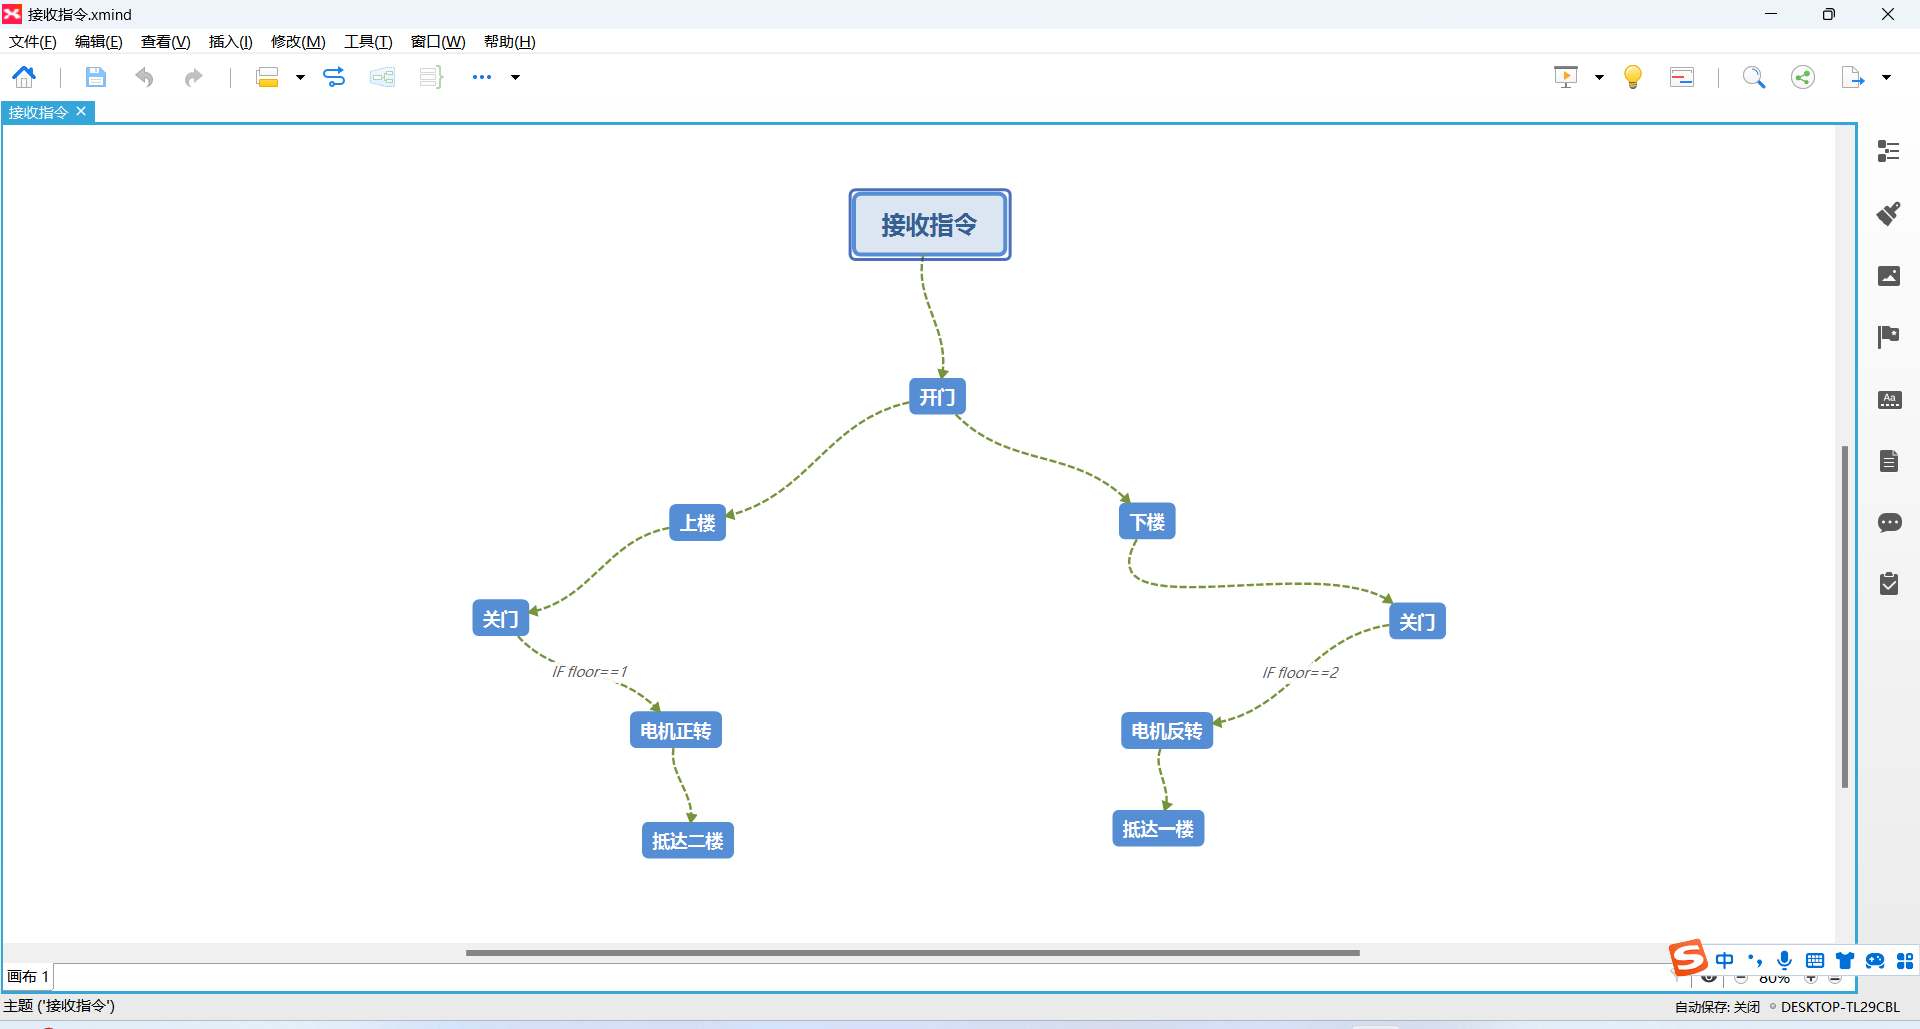 接收指令.xmind
文件(F) 编辑(E) 查看(V) 插入(I) 修改(M) 工具(T) 窗口(W) 帮助(H)
接收指令
接收指令
开门
上楼
下楼
关门
关门
IF floor==1
IF floor==2
电机正转
电机反转
抵达二楼
抵达一楼
Aa
中
画布 1
80%
主题 ('接收指令')
自动保存: 关闭
DESKTOP-TL29CBL